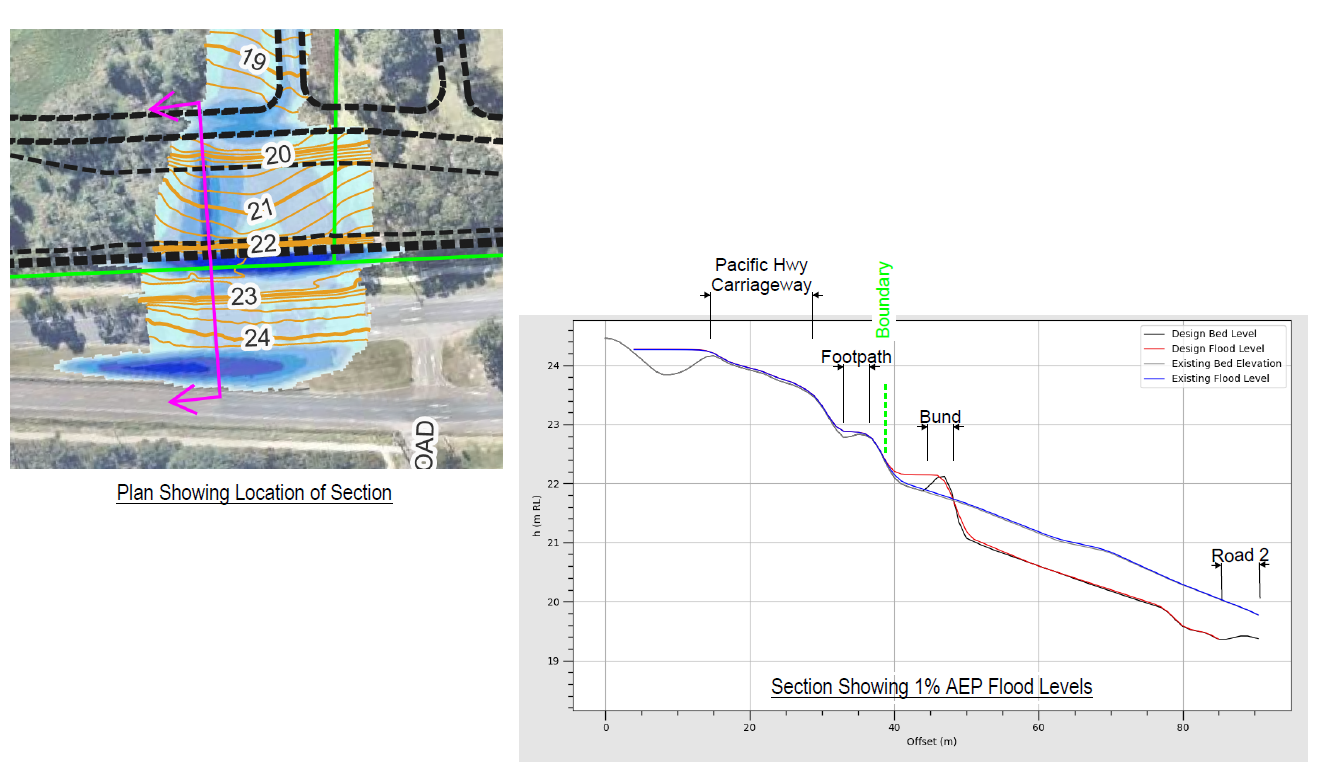 19
20
21
22
23
24
OAD
Plan Showing Location of Section
Pacific Hwy
Carriageway
Boundary
Footpath
Bund
Road 2
Design Bed Level
Design Flood Level
Existing Bed Elevation
Existing Flood Level
h (m RL)
24
23
22
21
20
19
Section Showing 1% AEP Flood Levels
0 20 40 60 80
Offset (m)